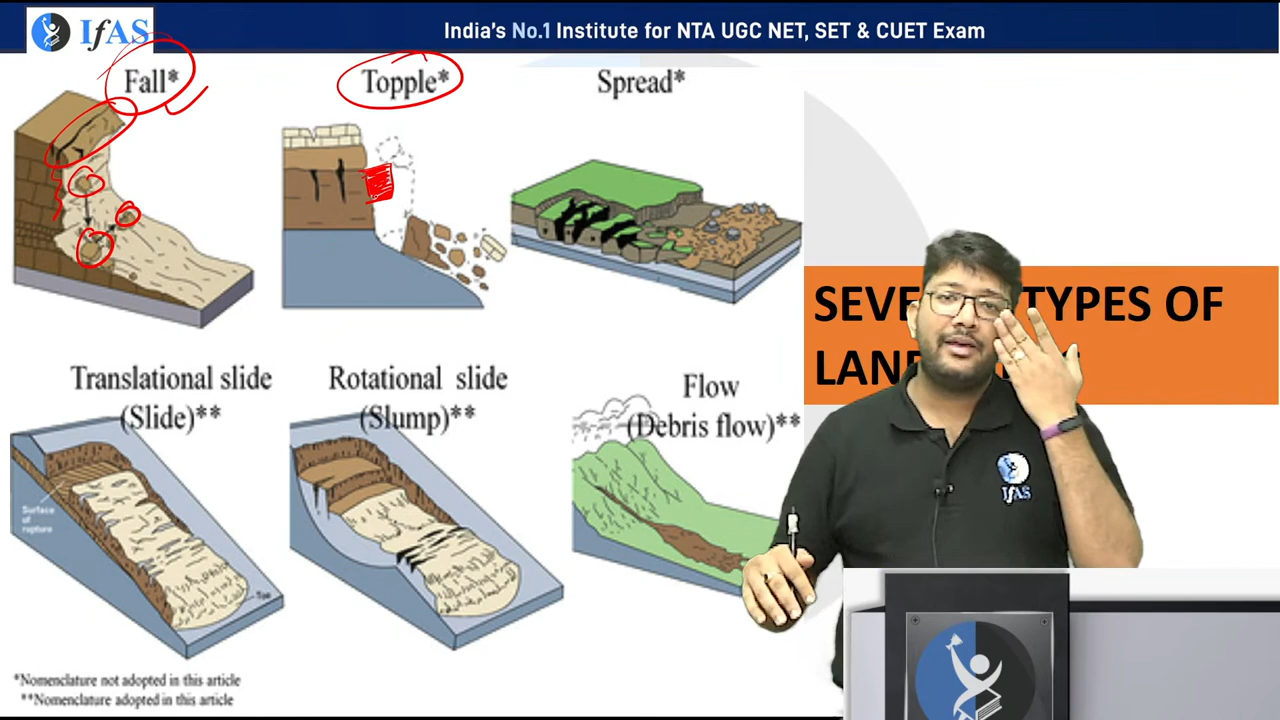 IfAS
India's No.1 Institute for NTA UGC NET, SET & CUET Exam
Fall*
Topple*
Spread*
TYPES OF
Translational slide
(Slide)**
Rotational slide
(Slump)**
Flow
(Debris flow)**
Surface
of
rupture
Toe
IfAS
*Nomenclature not adopted in this article
**Nomenclature adopted in this article